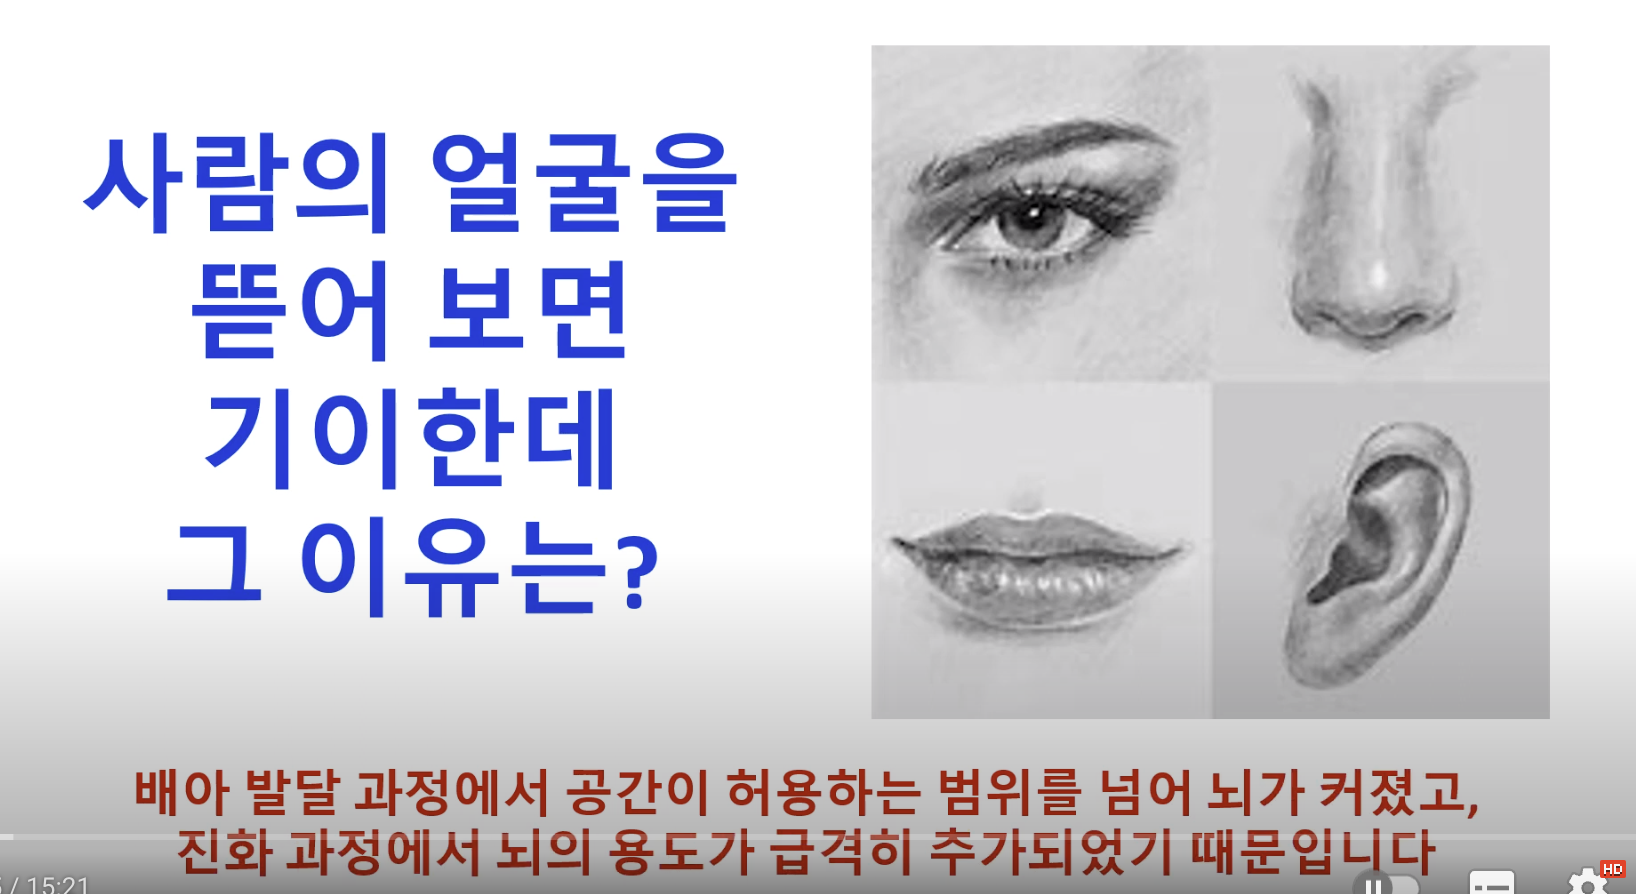 사람의 얼굴을
뜯어 보면
기이한데
그 이유는?
배아 발달 과정에서 공간이 허용하는 범위를 넘어 뇌가 커졌고,
진화 과정에서 뇌의 용도가 급격히 추가되었기 때문입니다
/ 15:21
HD